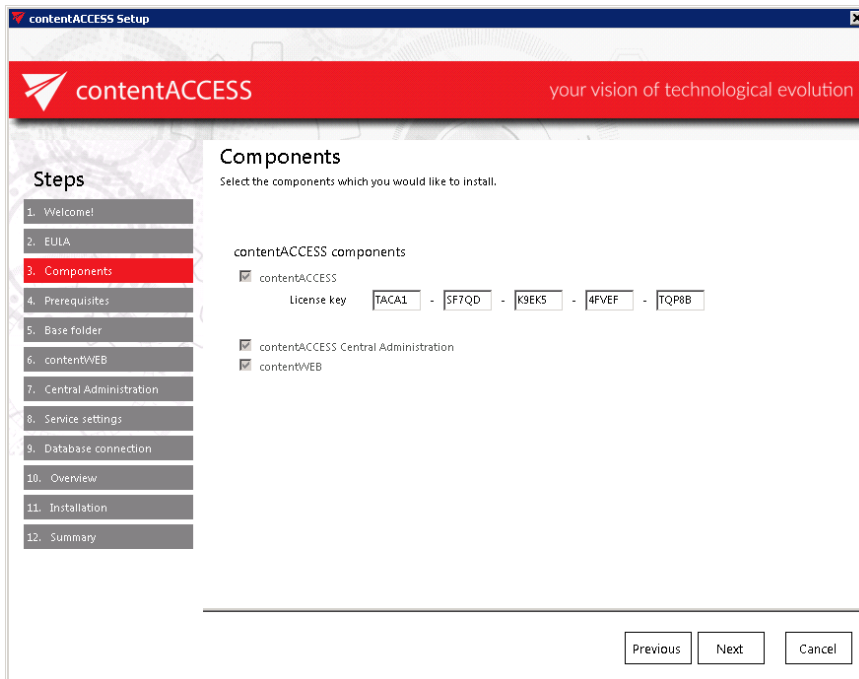 contentACCESS Setup
contentACCESS
your vision of technological evolution
Steps
1. Welcome!
2. EULA
3. Components
4. Prerequisites
5. Base folder
6. contentWEB
7. Central Administration
8. Service settings
9. Database connection
10. Overview
11. Installation
12. Summary
Components
Select the components which you would like to install.
contentACCESS components
contentACCESS
License key TACA1 - SF7QD - K9EK5 - 4FVEF - TQP8B
contentACCESS Central Administration
contentWEB
Previous Next Cancel